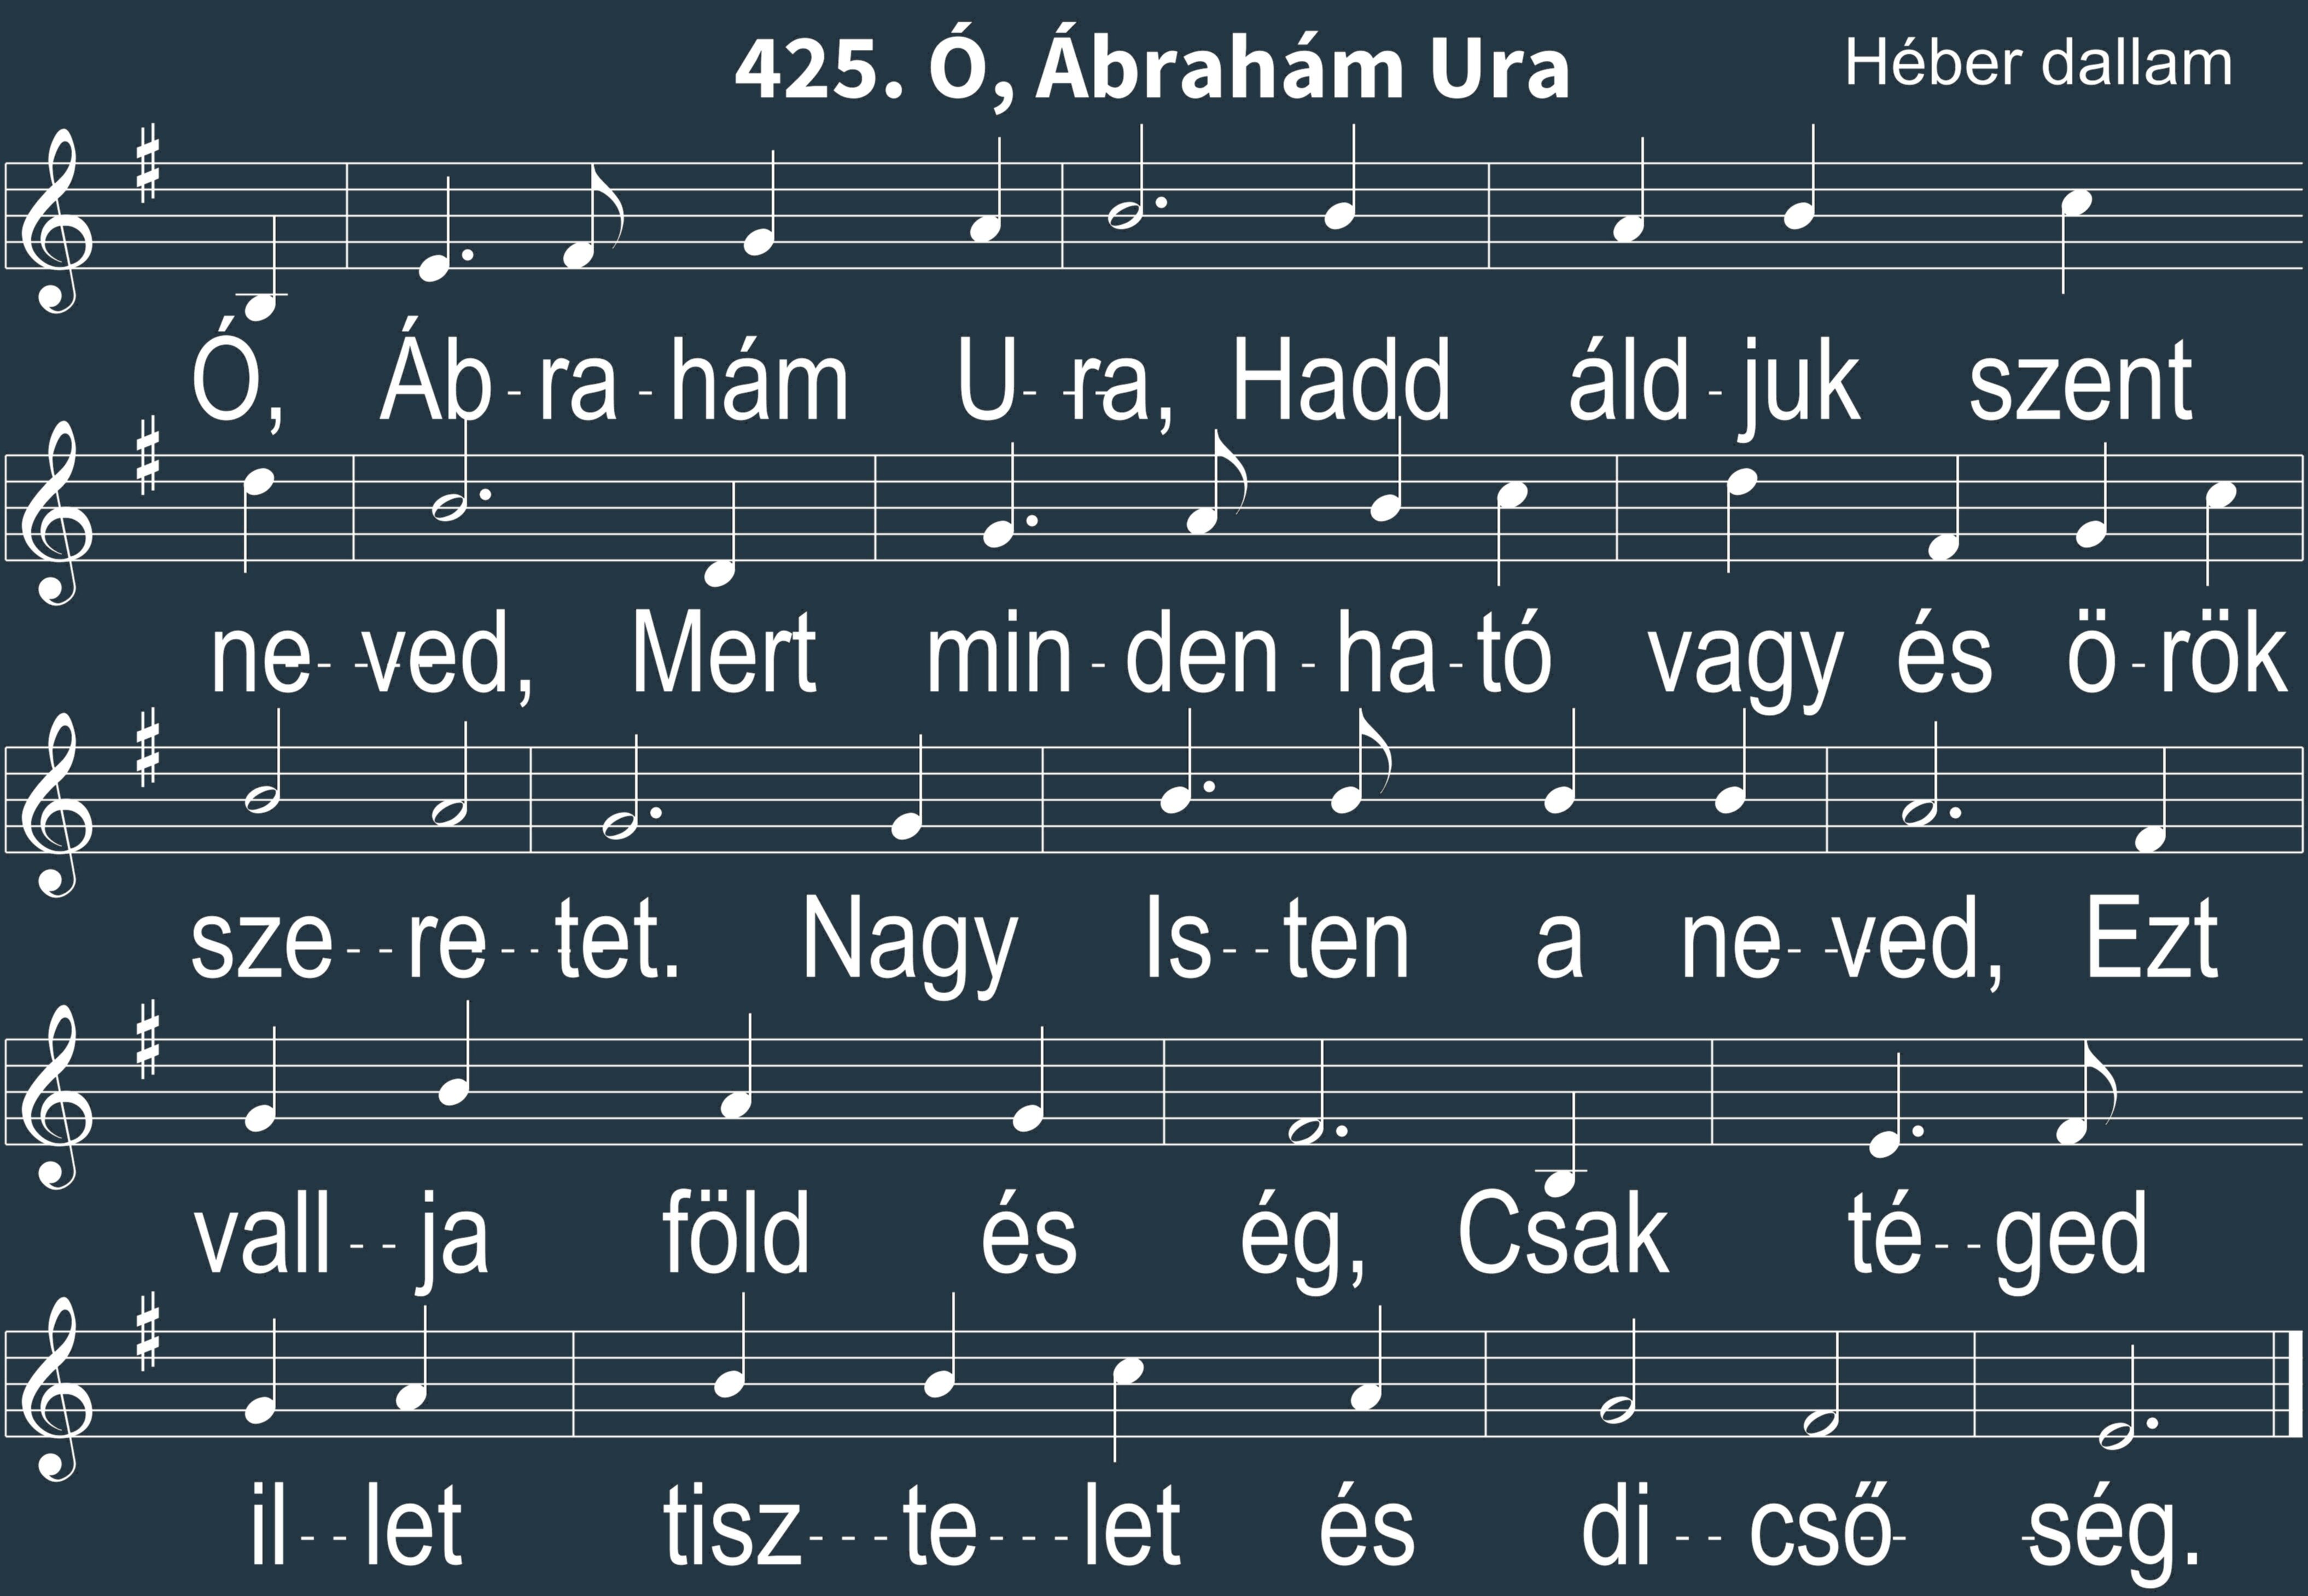 425. Ó, Ábrahám Ura
Héber dallam
Ó, Áb-ra-hám U- -ra, Hadd áld-juk szent
ne- -ved, Mert min-den-ha-tó vagy és ö-rök
sze--re--tet. Nagy Is--ten a ne- -ved, Ezt
vall--ja föld és ég, Csak té--ged
il--let tisz---te---let és di--cső- -ség.